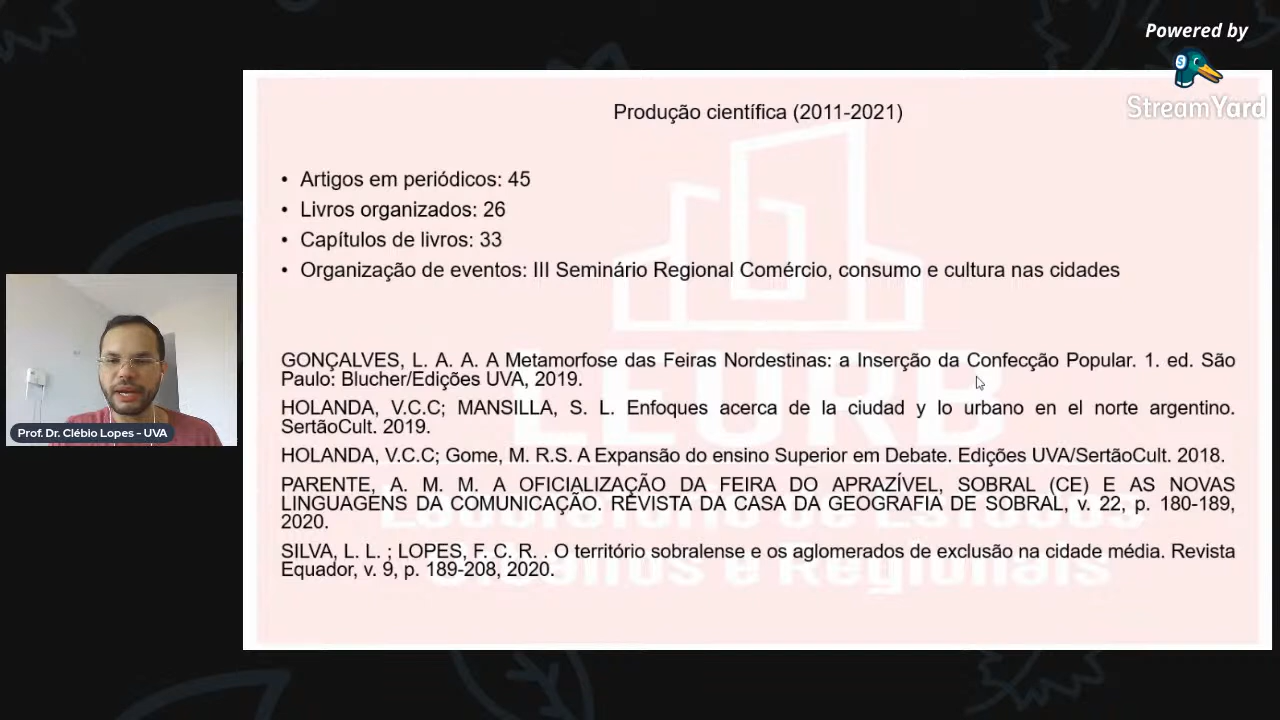 Powered by
StreamYard
Produção científica (2011-2021)
• Artigos em periódicos: 45
• Livros organizados: 26
• Capítulos de livros: 33
• Organização de eventos: III Seminário Regional Comércio, consumo e cultura nas cidades
GONÇALVES, L. A. A. A Metamorfose das Feiras Nordestinas: a Inserção da Confecção Popular. 1. ed. São
Paulo: Blucher/Edições UVA, 2019.
HOLANDA, V.C.C; MANSILLA, S. L. Enfoques acerca de la ciudad y lo urbano en el norte argentino.
SertãoCult. 2019.
HOLANDA, V.C.C; Gome, M. R.S. A Expansão do ensino Superior em Debate. Edições UVA/SertãoCult. 2018.
PARENTE, A. M. M. A OFICIALIZAÇÃO DA FEIRA DO APRAZÍVEL, SOBRAL (CE) E AS NOVAS
LINGUAGENS DA COMUNICAÇÃO. REVISTA DA CASA DA GEOGRAFIA DE SOBRAL, v. 22, p. 180-189,
2020.
SILVA, L. L. ; LOPES, F. C. R. . O território sobralense e os aglomerados de exclusão na cidade média. Revista
Equador, v. 9, p. 189-208, 2020.
LEURB
Laboratório de Estudos
Urbanos e Regionais
Prof. Dr. Clébio Lopes - UVA